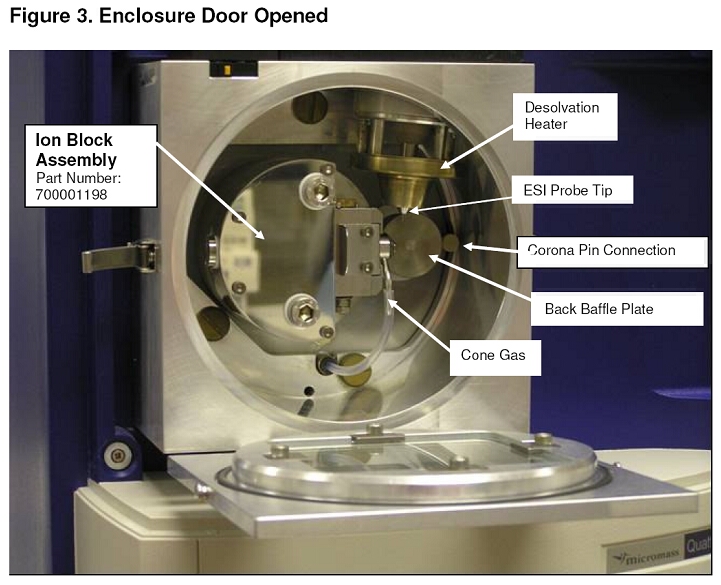 Figure 3. Enclosure Door Opened
Desolvation
Heater
Ion Block
Assembly
Part Number:
700001198
ESI Probe Tip
Corona Pin Connection
Back Baffle Plate
Cone Gas
micromass
Quat